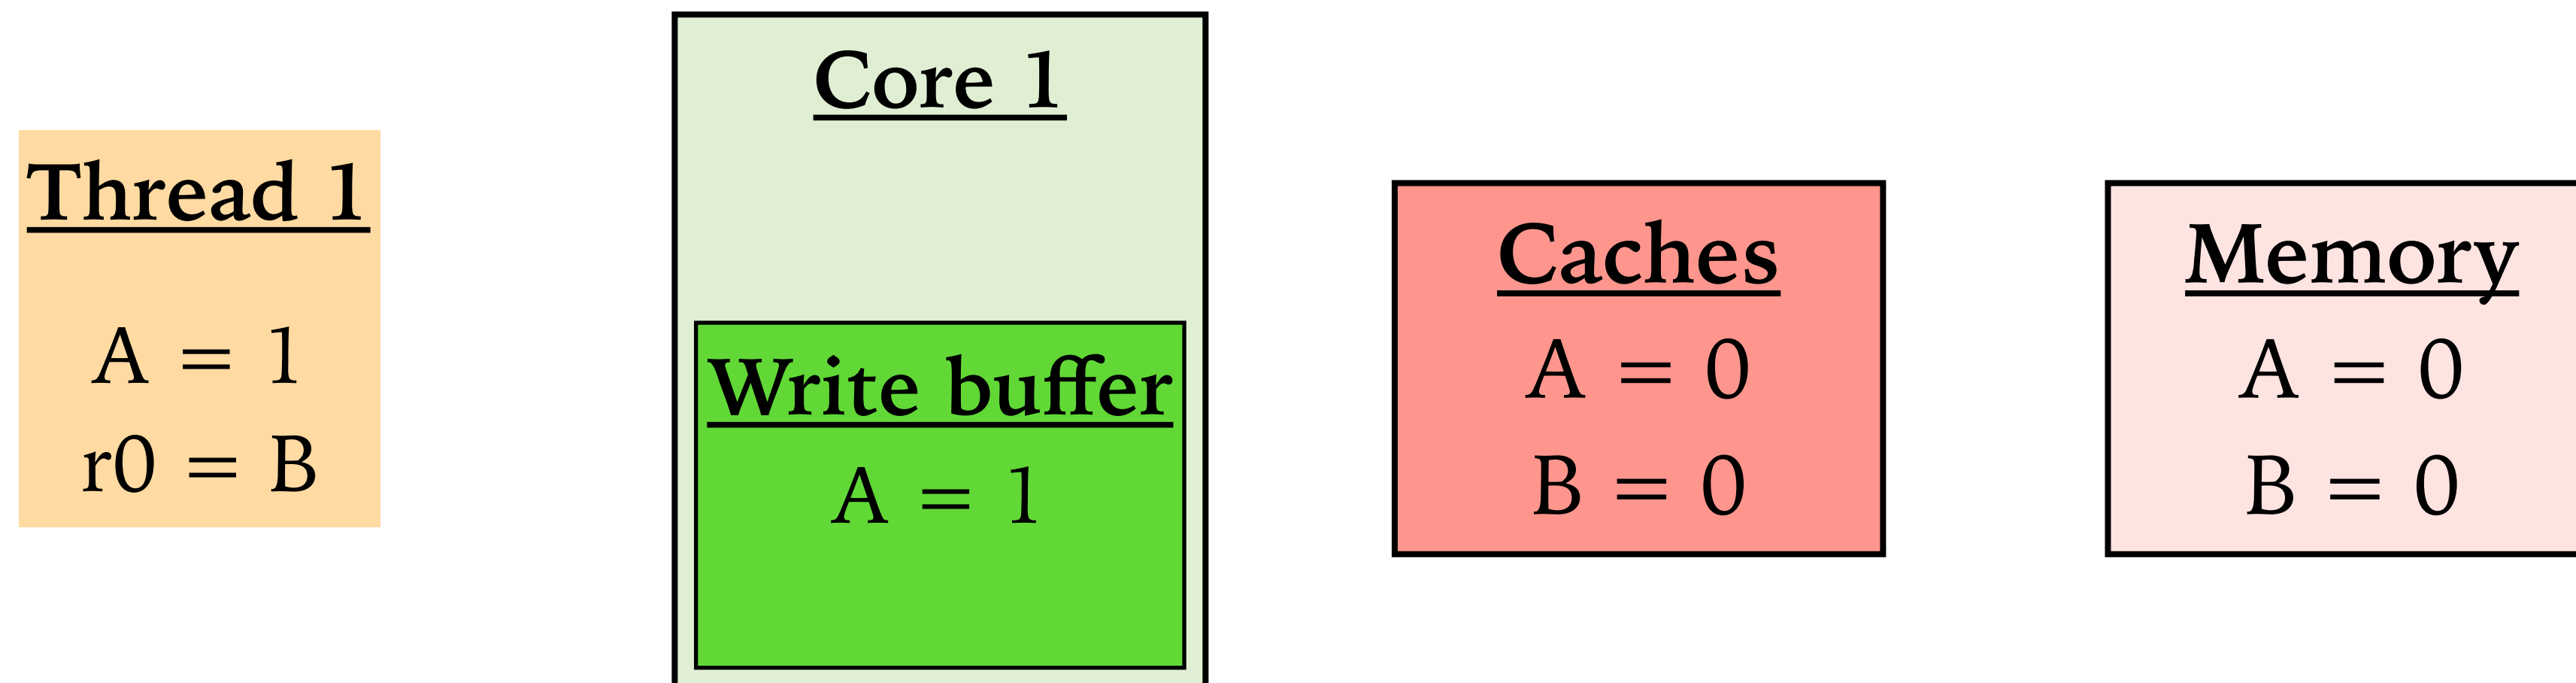 Thread 1
A = 1
r0 = B
Core 1
Write buffer
A = 1
Caches
A = 0
B = 0
Memory
A = 0
B = 0